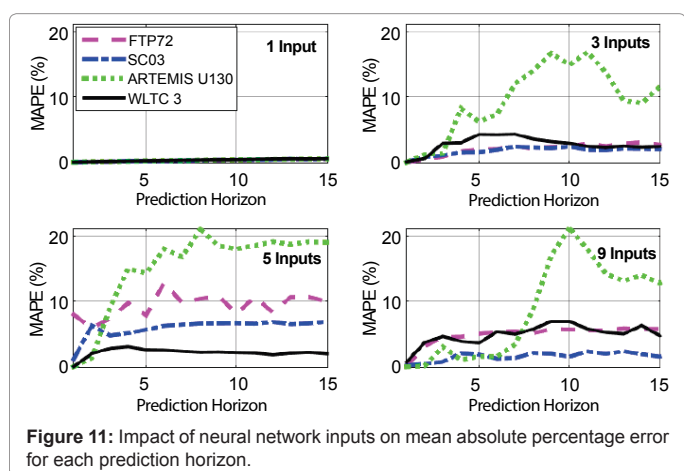 20
10
0
MAPE (%)
FTP72
SC03
ARTEMIS U130
WLTC 3
1 Input
5 10 15
Prediction Horizon
20
10
0
MAPE (%)
3 Inputs
5 10 15
Prediction Horizon
20
10
0
MAPE (%)
5 Inputs
5 10 15
Prediction Horizon
20
10
0
MAPE (%)
9 Inputs
5 10 15
Prediction Horizon
Figure 11: Impact of neural network inputs on mean absolute percentage error
for each prediction horizon.